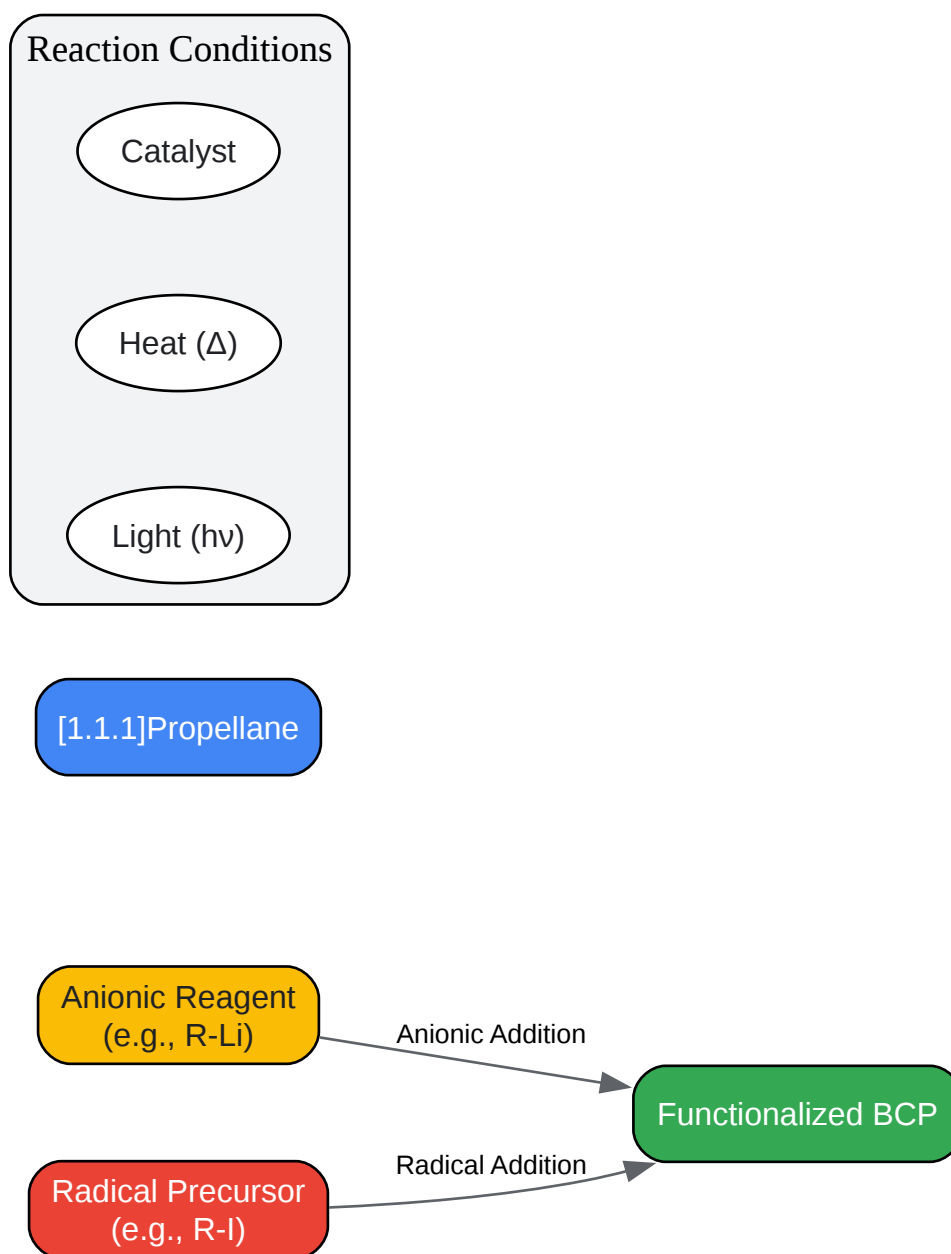 Reaction Conditions
Catalyst
Heat (Δ)
Light (hν)
[1.1.1]Propellane
Anionic Reagent
(e.g., R-Li)
Anionic Addition
Functionalized BCP
Radical Addition
Radical Precursor
(e.g., R-I)